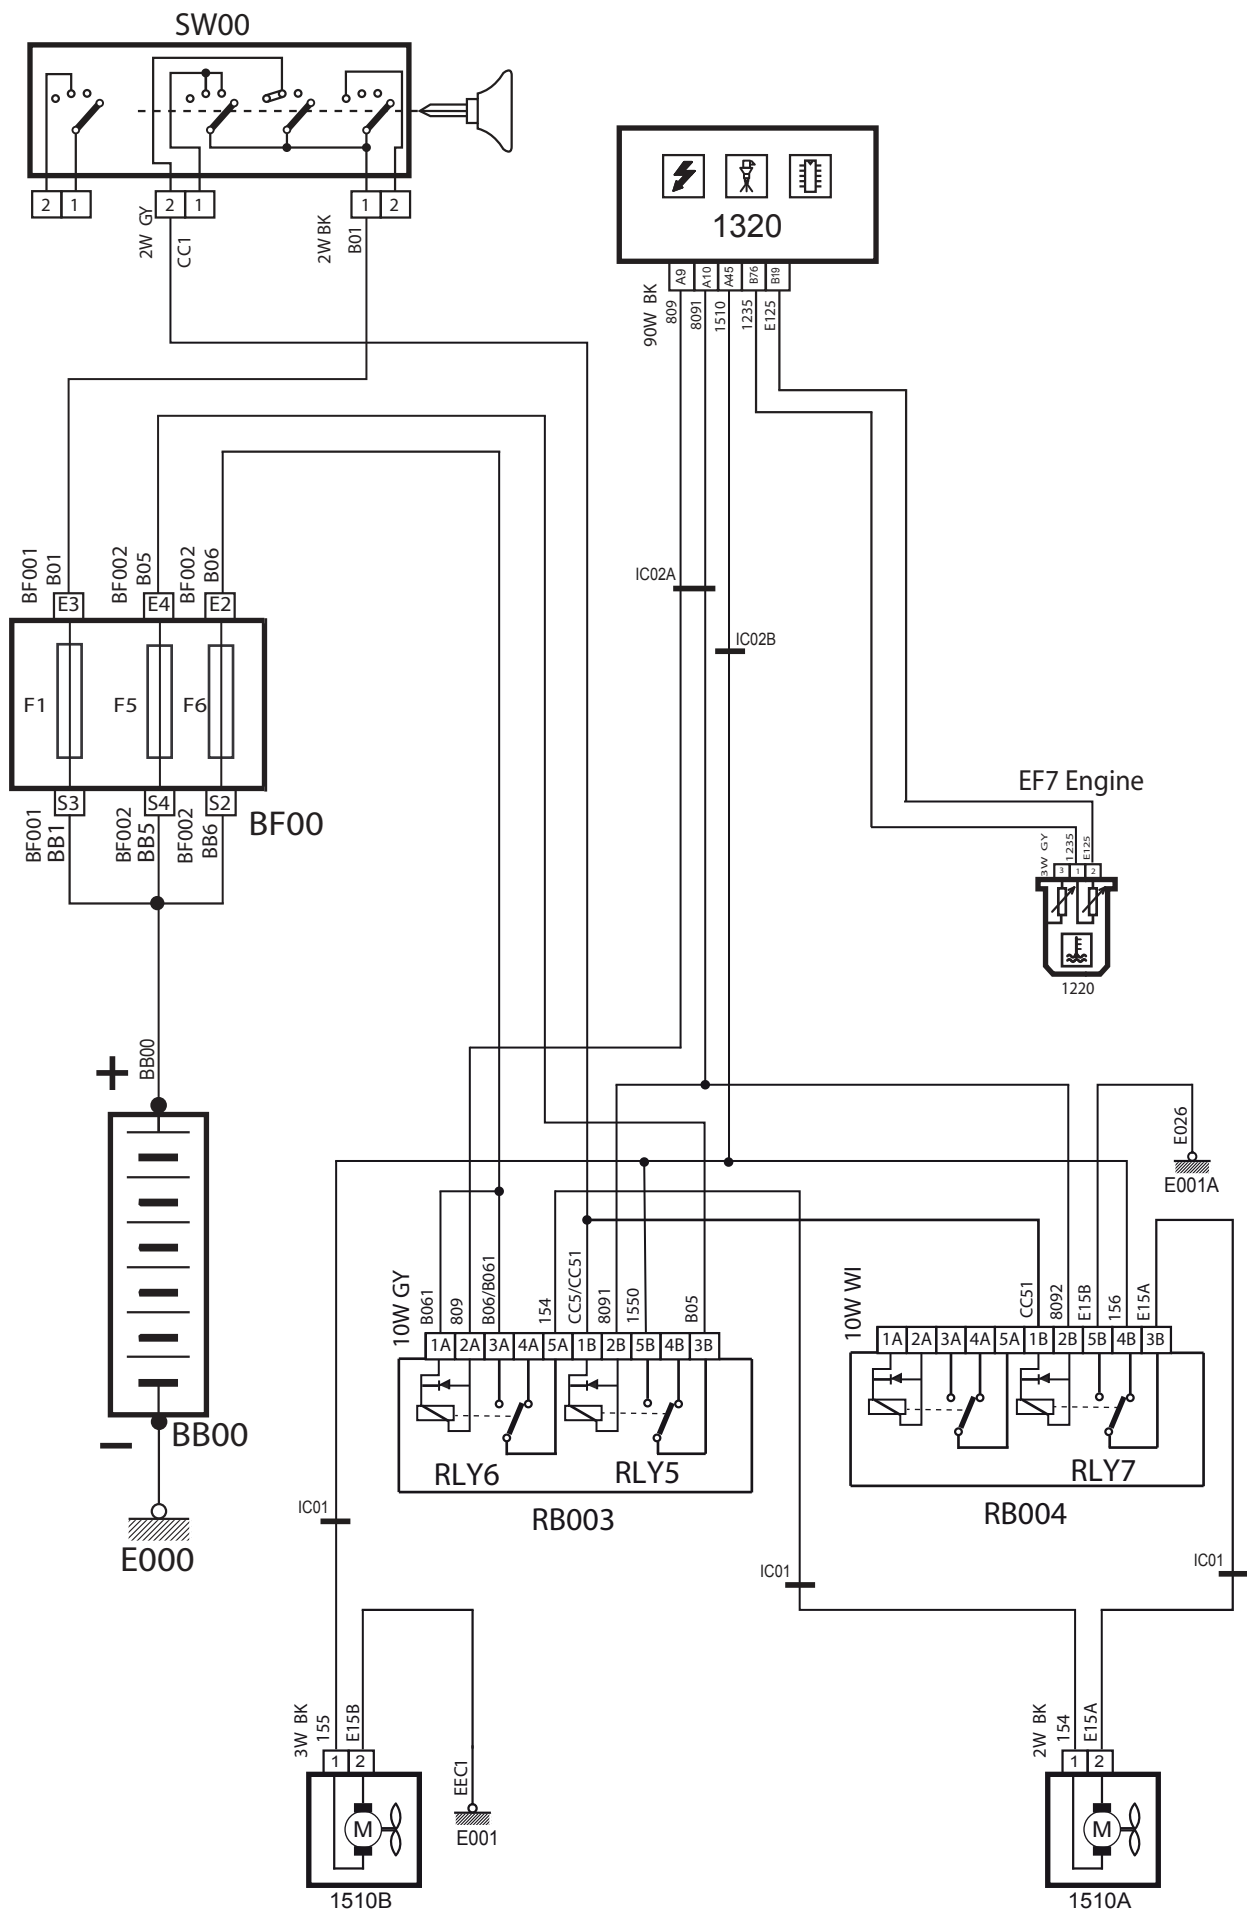 SW00
2
1
2W GY
2
CC1
1
2W BK
1
B01
2
1320
90W BK
A9
A10
A45
B76
B19
809
8091
1510
1235
E125
IC02A
IC02B
BF001
B01
BF002
B05
BF002
B06
E3
E4
E2
F1
F5
F6
S3
S4
S2
BF001
BB1
BF002
BB5
BF002
BB6
BF00
EF7 Engine
3W GY
1235
E125
3
1
2
1220
+
BB00
E026
E001A
10W GY
B061
809
B06/B061
154
CC5/CC51
8091
1550
B05
1A
2A
3A
4A
5A
1B
2B
5B
4B
3B
RLY6
RLY5
RB003
10W WI
CC51
8092
E15B
156
E15A
1A
2A
3A
4A
5A
1B
2B
5B
4B
3B
RLY7
RB004
−
BB00
E000
IC01
IC01
IC01
3W BK
155
E15B
1
2
M
1510B
EEC1
E001
2W BK
154
E15A
1
2
M
1510A